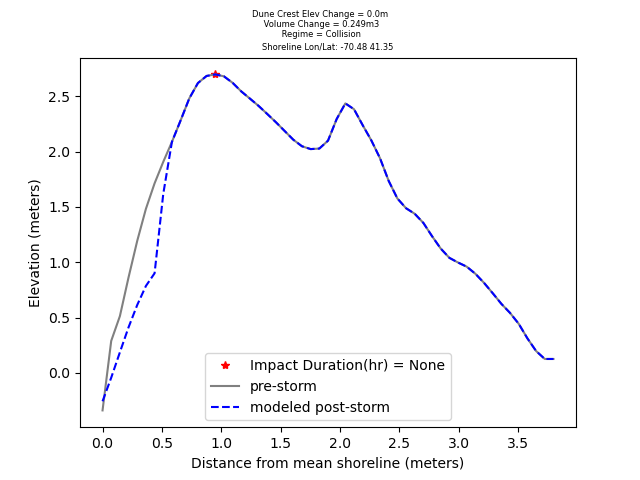 Dune Crest Elev Change = 0.0m
Volume Change = 0.249m3
Regime = Collision
Shoreline Lon/Lat: -70.48 41.35
Elevation (meters)
2.5
2.0
1.5
1.0
0.5
0.0
Impact Duration(hr) = None
pre-storm
modeled post-storm
0.0 0.5 1.0 1.5 2.0 2.5 3.0 3.5
Distance from mean shoreline (meters)